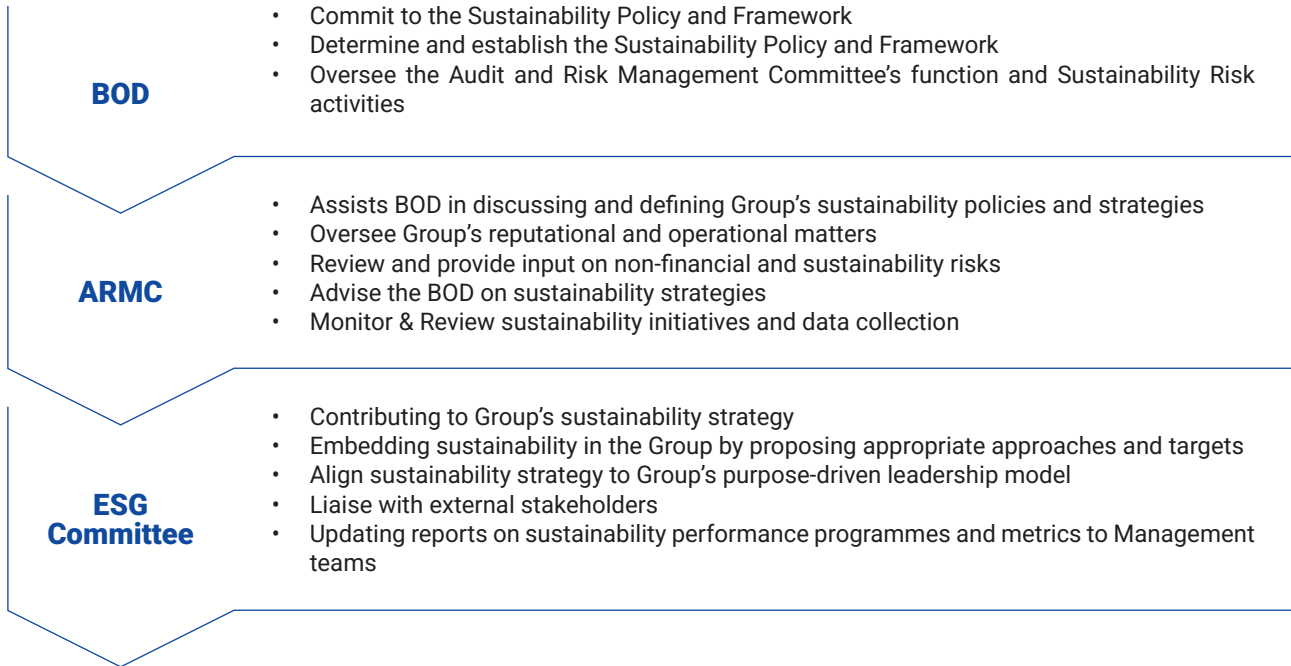 BOD
• Commit to the Sustainability Policy and Framework
• Determine and establish the Sustainability Policy and Framework
• Oversee the Audit and Risk Management Committee's function and Sustainability Risk
activities
ARMC
• Assists BOD in discussing and defining Group's sustainability policies and strategies
• Oversee Group's reputational and operational matters
• Review and provide input on non-financial and sustainability risks
• Advise the BOD on sustainability strategies
• Monitor & Review sustainability initiatives and data collection
ESG
Committee
• Contributing to Group's sustainability strategy
• Embedding sustainability in the Group by proposing appropriate approaches and targets
• Align sustainability strategy to Group's purpose-driven leadership model
• Liaise with external stakeholders
• Updating reports on sustainability performance programmes and metrics to Management
teams